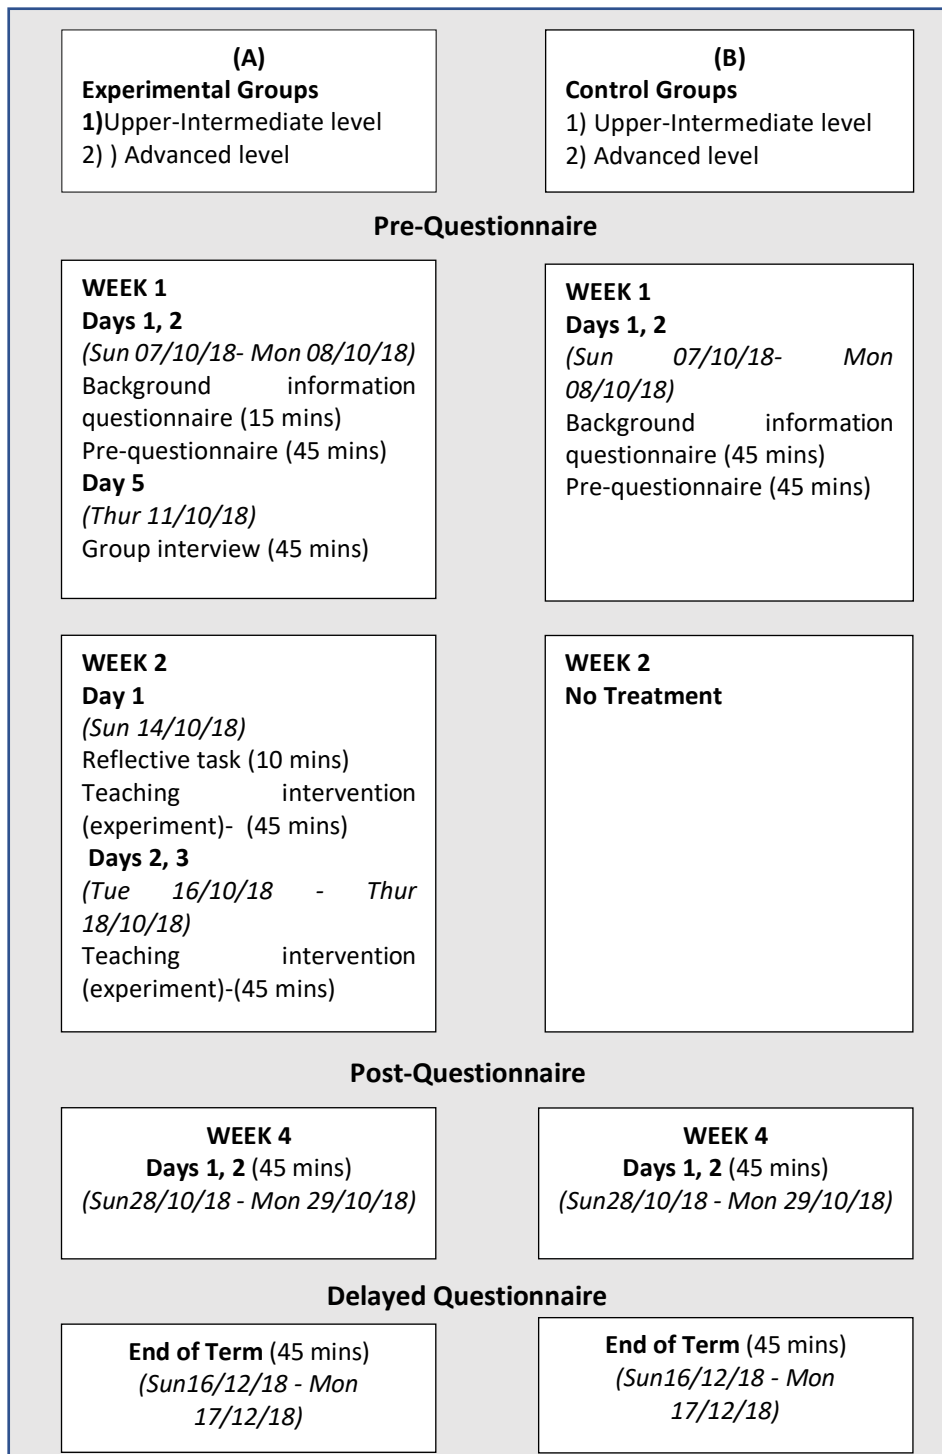 (A)
Experimental Groups
1)Upper-Intermediate level
2) ) Advanced level
(B)
Control Groups
1) Upper-Intermediate level
2) Advanced level
Pre-Questionnaire
WEEK 1
Days 1, 2
(Sun 07/10/18- Mon 08/10/18)
Background information
questionnaire (15 mins)
Pre-questionnaire (45 mins)
Day 5
(Thur 11/10/18)
Group interview (45 mins)
WEEK 1
Days 1, 2
(Sun 07/10/18- Mon
08/10/18)
Background information
questionnaire (45 mins)
Pre-questionnaire (45 mins)
WEEK 2
Day 1
(Sun 14/10/18)
Reflective task (10 mins)
Teaching intervention
(experiment)- (45 mins)
Days 2, 3
(Tue 16/10/18 - Thur
18/10/18)
Teaching intervention
(experiment)-(45 mins)
WEEK 2
No Treatment
Post-Questionnaire
WEEK 4
Days 1, 2 (45 mins)
(Sun28/10/18 - Mon 29/10/18)
WEEK 4
Days 1, 2 (45 mins)
(Sun28/10/18 - Mon 29/10/18)
Delayed Questionnaire
End of Term (45 mins)
(Sun16/12/18 - Mon
17/12/18)
End of Term (45 mins)
(Sun16/12/18 - Mon
17/12/18)